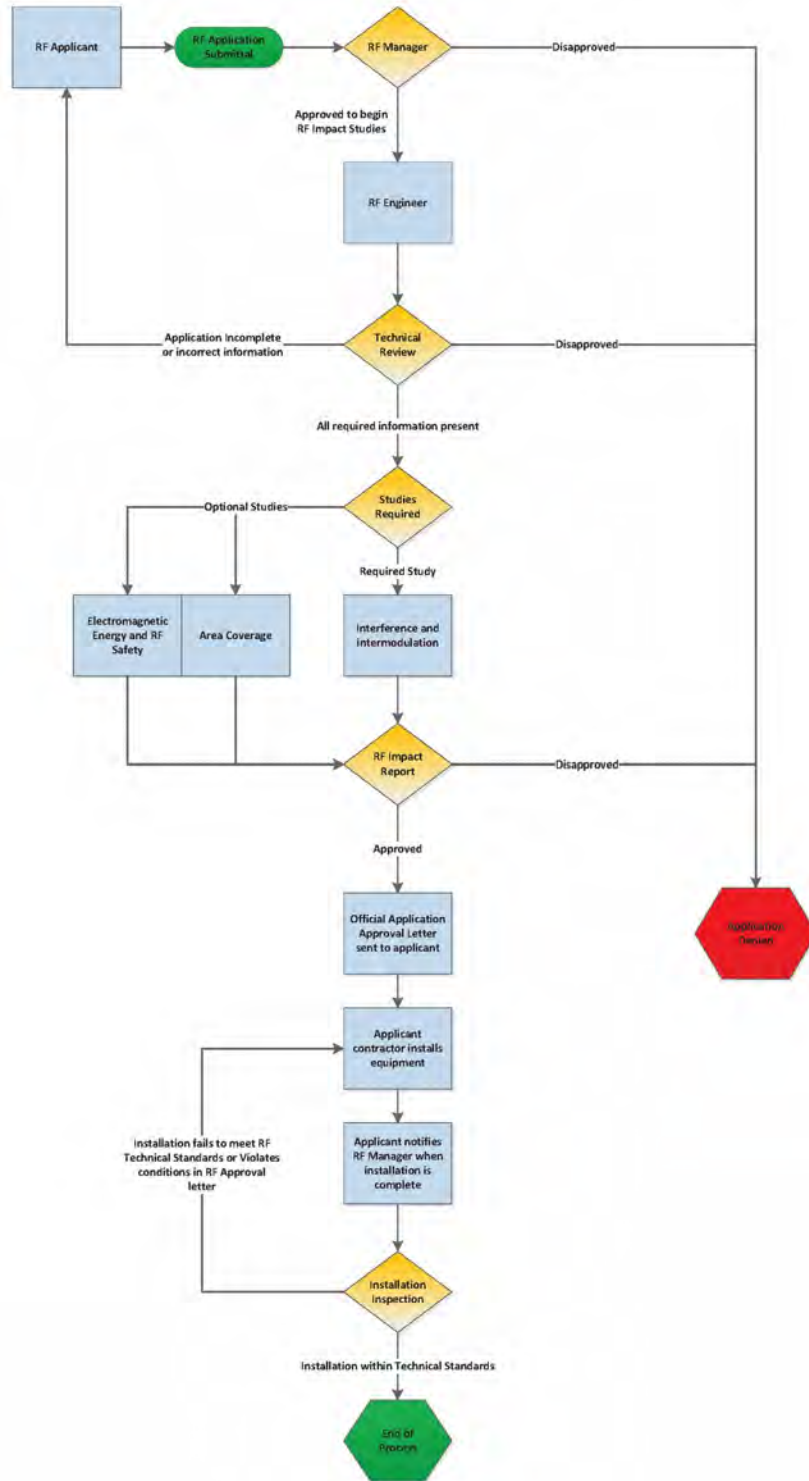 RF Applicant
RF Application
Submittal
RF Manager
Disapproved
Approved to begin
RF Impact Studies
RF Engineer
Application Incomplete
or incorrect information
Technical
Review
Disapproved
All required information present
Optional Studies
Studies
Required
Required Study
Electromagnetic
Energy and RF
Safety
Area Coverage
Interference and
Intermodulation
RF Impact
Report
Disapproved
Approved
Official Application
Approval Letter
sent to applicant
Application
Denied
Applicant
contractor installs
equipment
Installation fails to meet RF
Technical Standards or Violates
conditions in RF Approval
letter
Applicant notifies
RF Manager when
installation is
complete
Installation
Inspection
Installation within Technical Standards
End of
Process